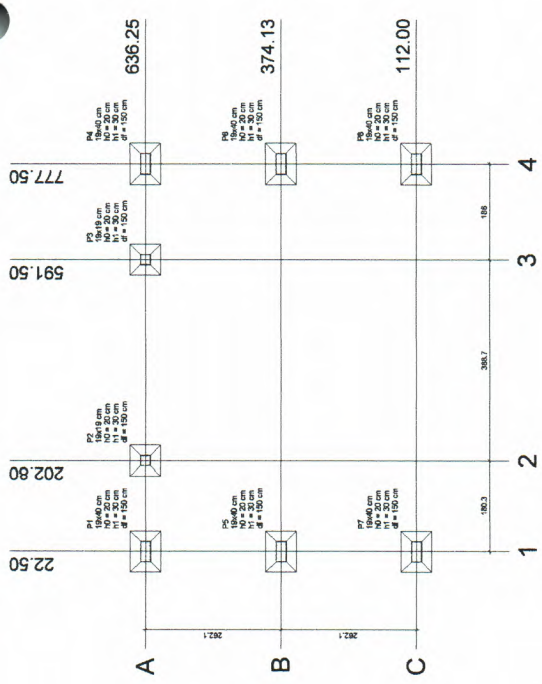 22.50
202.80
591.50
777.50
P1
19x40 cm
h0 = 20 cm
h1 = 30 cm
df = 150 cm
P2
19x19 cm
h0 = 20 cm
h1 = 30 cm
df = 150 cm
P3
19x19 cm
h0 = 20 cm
h1 = 30 cm
df = 150 cm
P4
19x40 cm
h0 = 20 cm
h1 = 30 cm
df = 150 cm
636.25
A
262.1
P5
19x40 cm
h0 = 20 cm
h1 = 30 cm
df = 150 cm
P6
19x40 cm
h0 = 20 cm
h1 = 30 cm
df = 150 cm
374.13
B
262.1
P7
19x40 cm
h0 = 20 cm
h1 = 30 cm
df = 150 cm
P8
19x40 cm
h0 = 20 cm
h1 = 30 cm
df = 150 cm
112.00
C
180.3
388.7
186
1
2
3
4